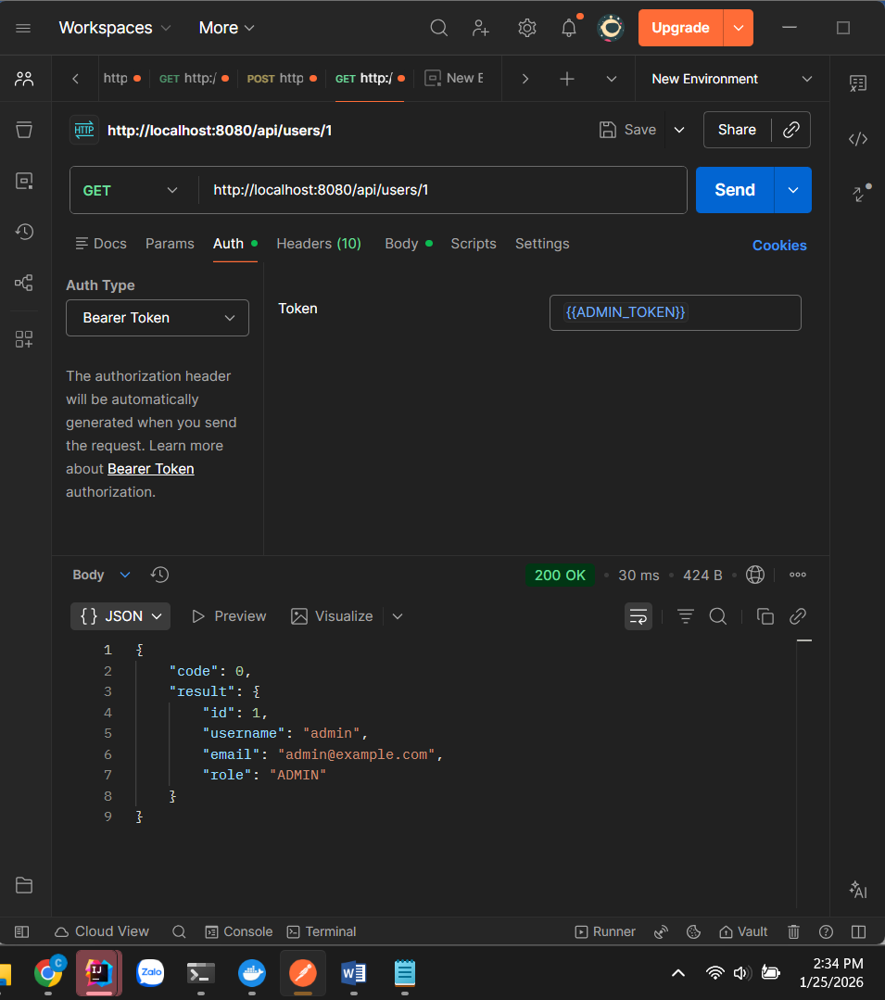 Workspaces More Upgrade
http GET http:/ POST http GET http:/ New E New Environment
HTTP http://localhost:8080/api/users/1 Save Share
GET http://localhost:8080/api/users/1 Send
Docs Params Auth Headers (10) Body Scripts Settings Cookies
Auth Type
Bearer Token
Token {{ADMIN_TOKEN}}
The authorization header
will be automatically
generated when you send
the request. Learn more
about Bearer Token
authorization.
Body 200 OK 30 ms 424 B
{} JSON Preview Visualize
1 {
2 "code": 0,
3 "result": {
4 "id": 1,
5 "username": "admin",
6 "email": "admin@example.com",
7 "role": "ADMIN"
8 }
9 }
AI
Cloud View Console Terminal Runner Vault
C IJ Zalo W
2:34 PM
1/25/2026